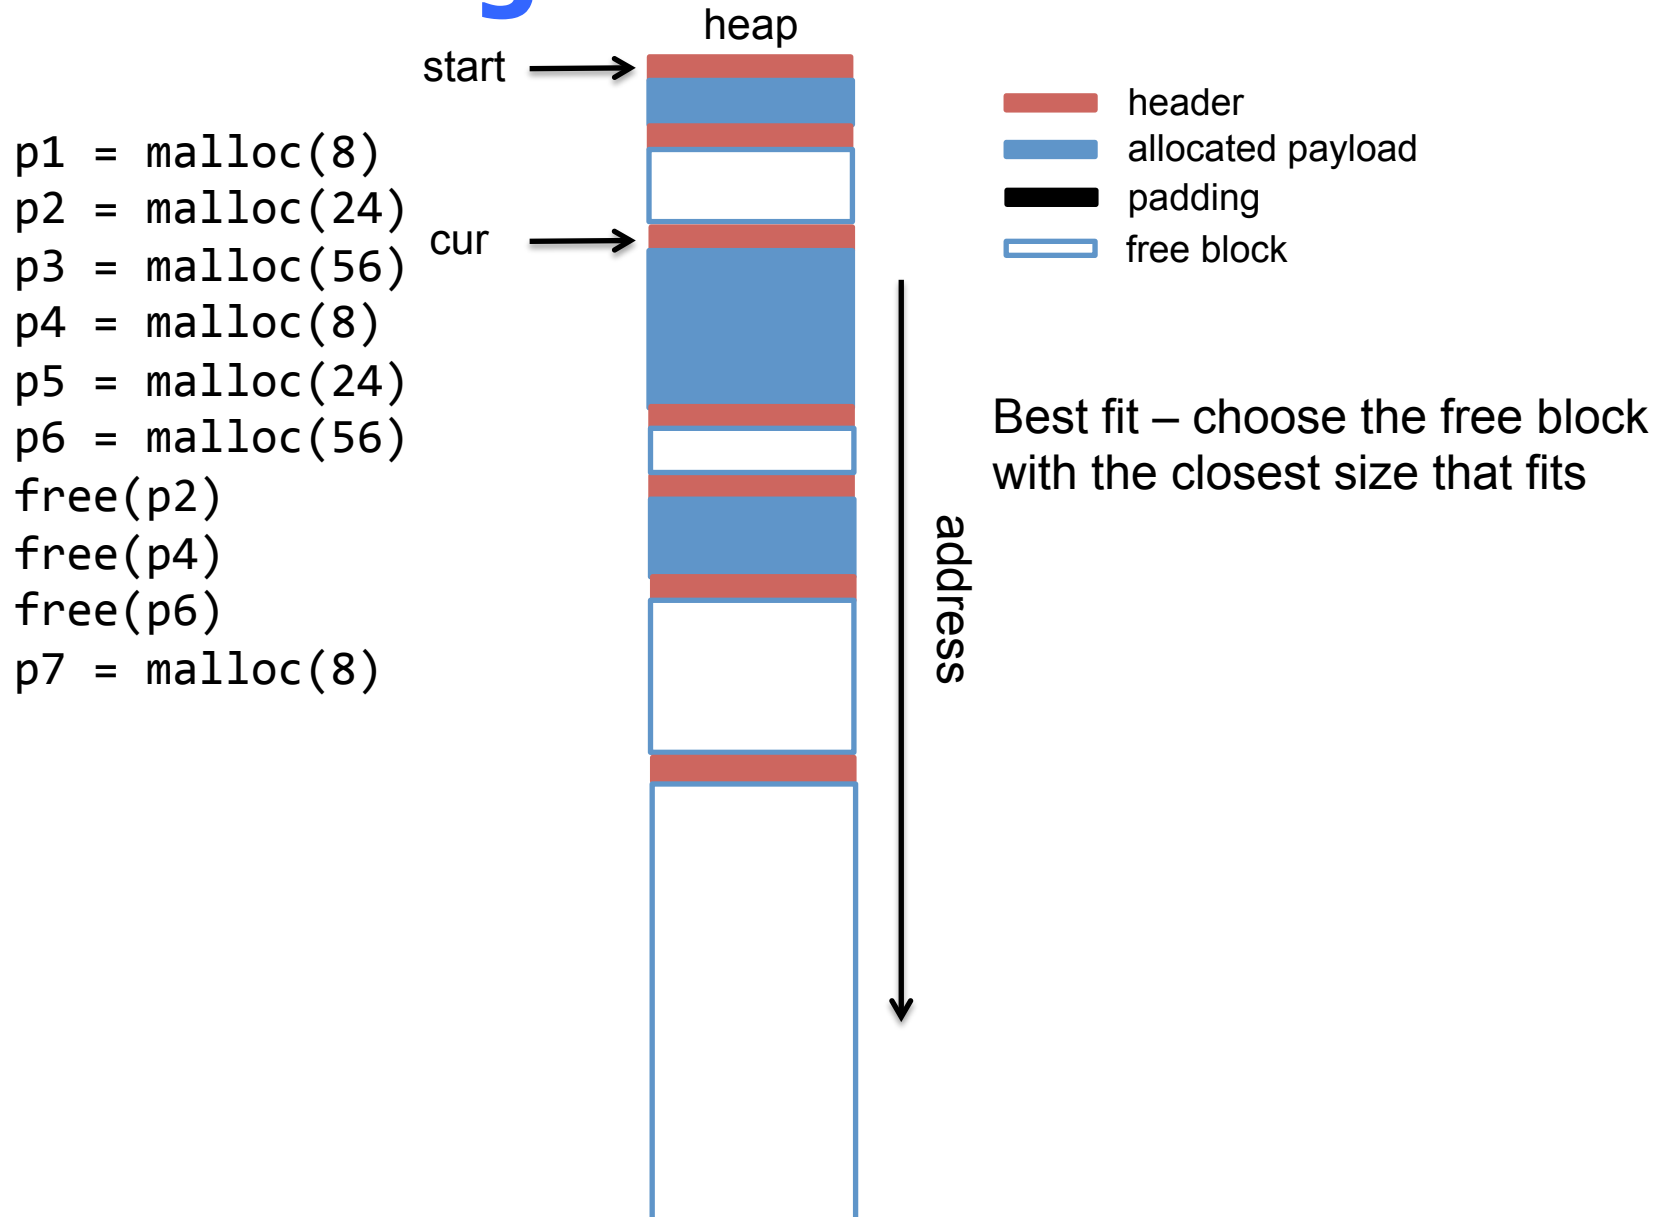 heap
start
header
allocated payload
padding
free block
p1 = malloc(8)
p2 = malloc(24)
cur
p3 = malloc(56)
p4 = malloc(8)
p5 = malloc(24)
p6 = malloc(56)
free(p2)
free(p4)
free(p6)
p7 = malloc(8)
Best fit – choose the free block
with the closest size that fits
address